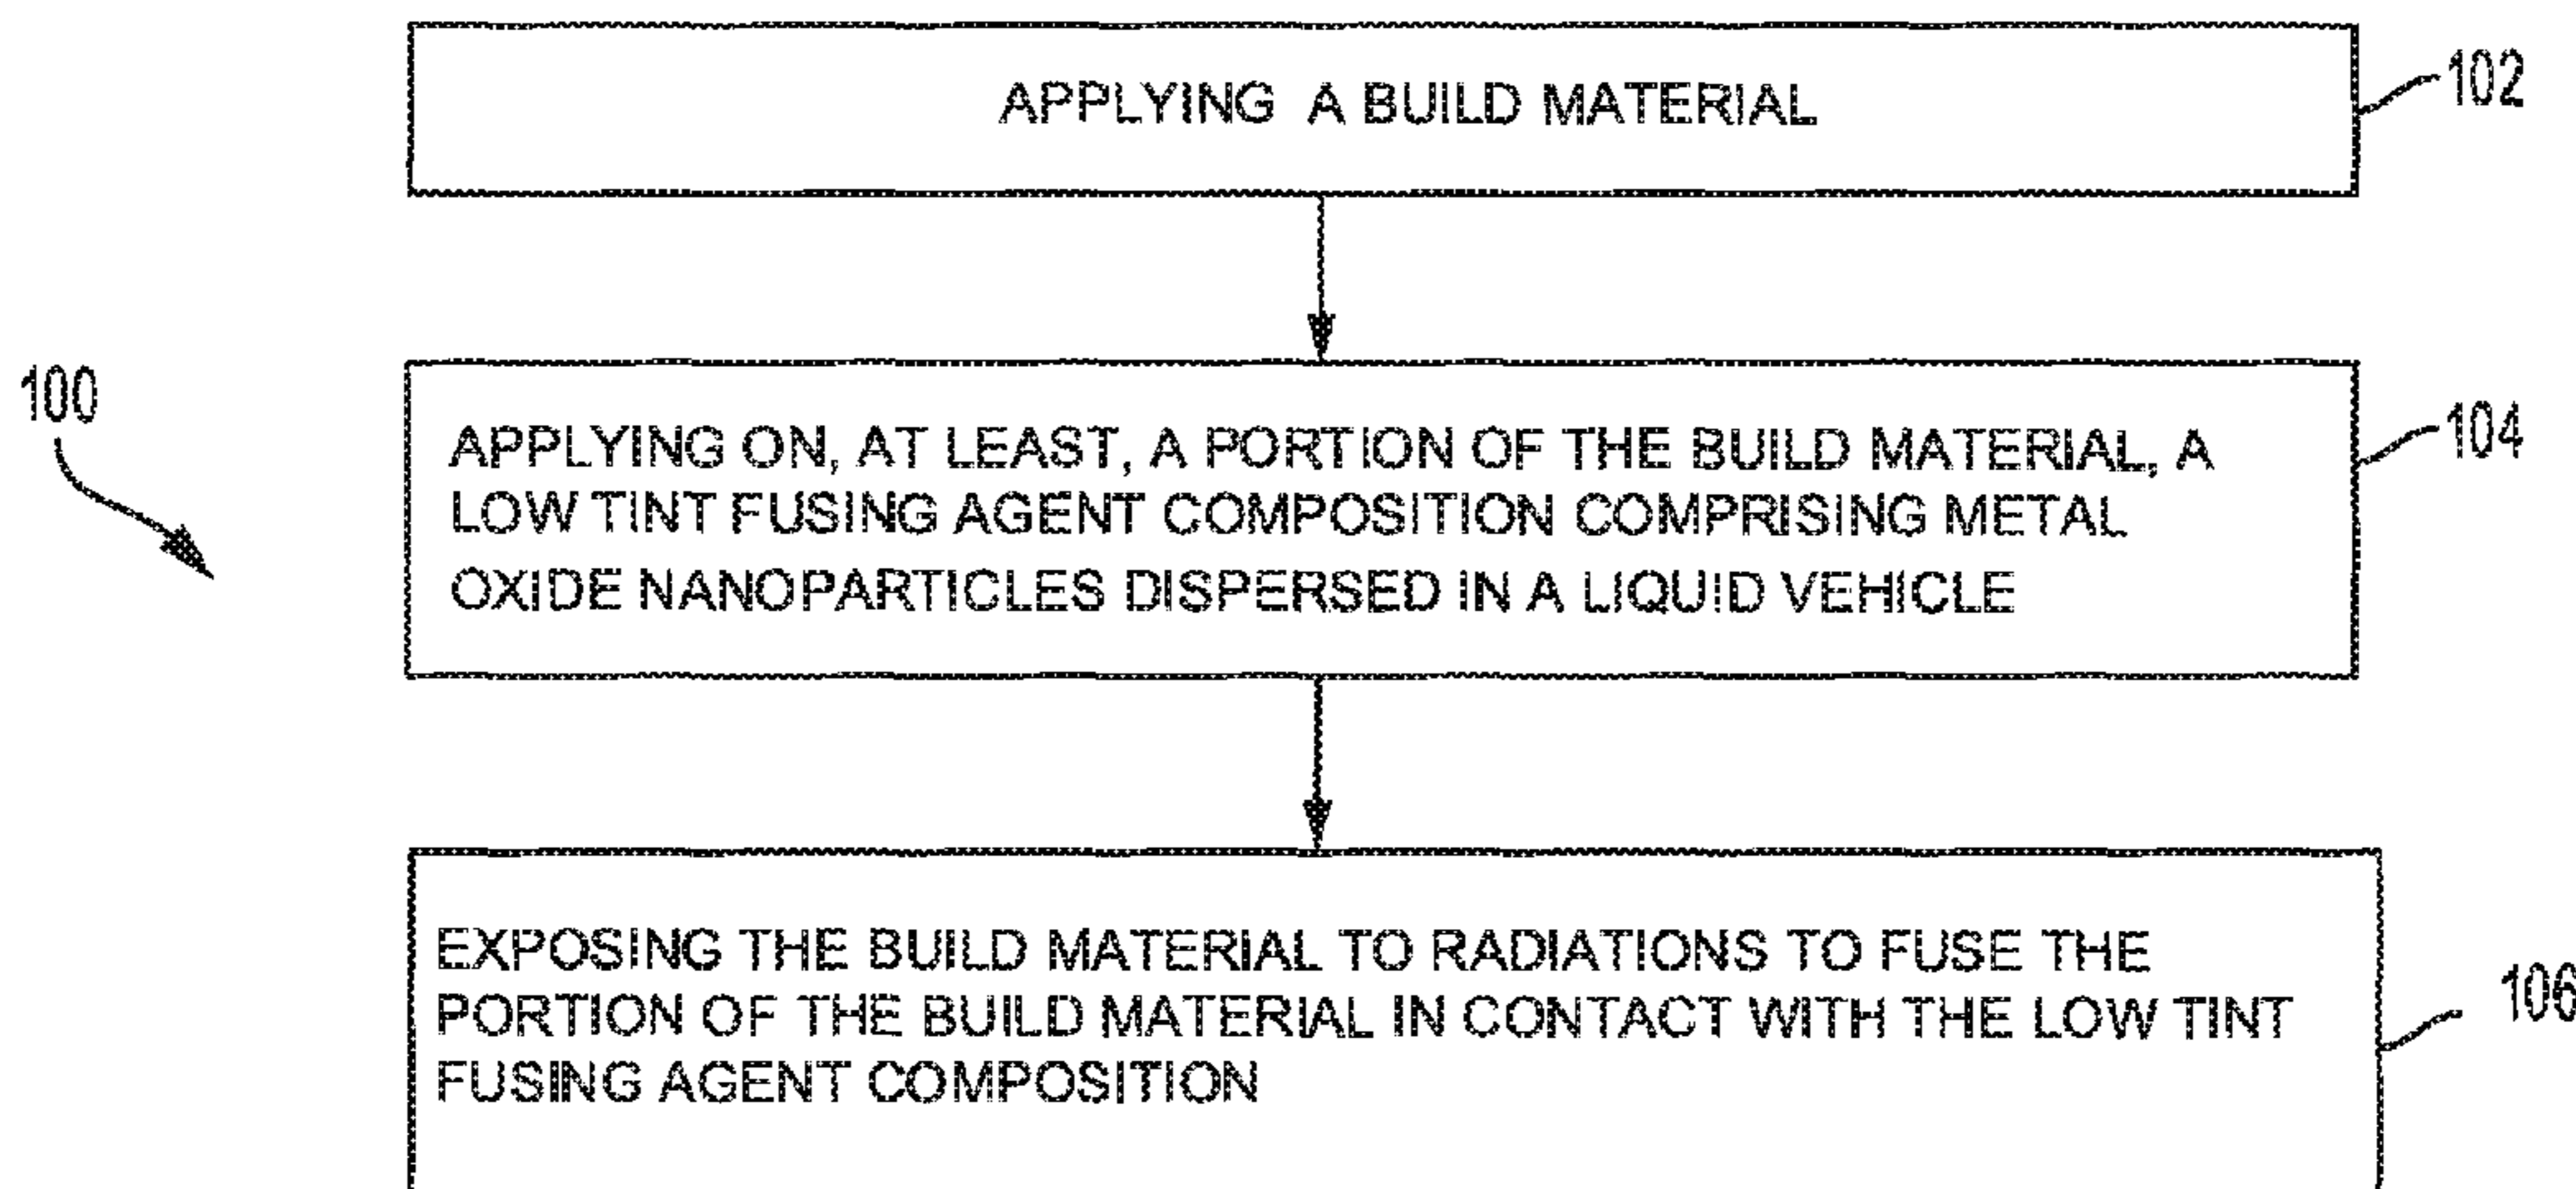 APPLYING A BUILD MATERIAL
102
100
APPLYING ON, AT LEAST, A PORTION OF THE BUILD MATERIAL, A
LOW TINT FUSING AGENT COMPOSITION COMPRISING METAL
OXIDE NANOPARTICLES DISPERSED IN A LIQUID VEHICLE
104
EXPOSING THE BUILD MATERIAL TO RADIATIONS TO FUSE THE
PORTION OF THE BUILD MATERIAL IN CONTACT WITH THE LOW TINT
FUSING AGENT COMPOSITION
106